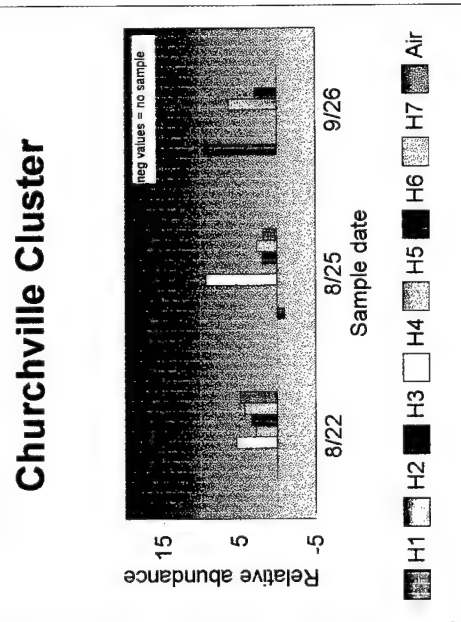 Churchville Cluster
neg values = no sample
Relative abundance
15
5
-5
8/22
8/25
9/26
Sample date
H1
H2
H3
H4
H5
H6
H7
Air